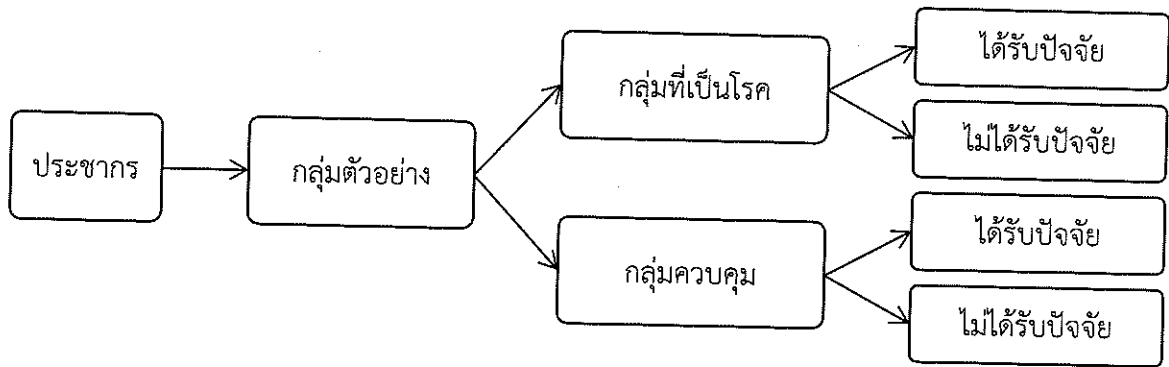 ประชากร
กลุ่มตัวอย่าง
กลุ่มที่เป็นโรค
ได้รับปัจจัย
ไม่ได้รับปัจจัย
กลุ่มควบคุม
ได้รับปัจจัย
ไม่ได้รับปัจจัย